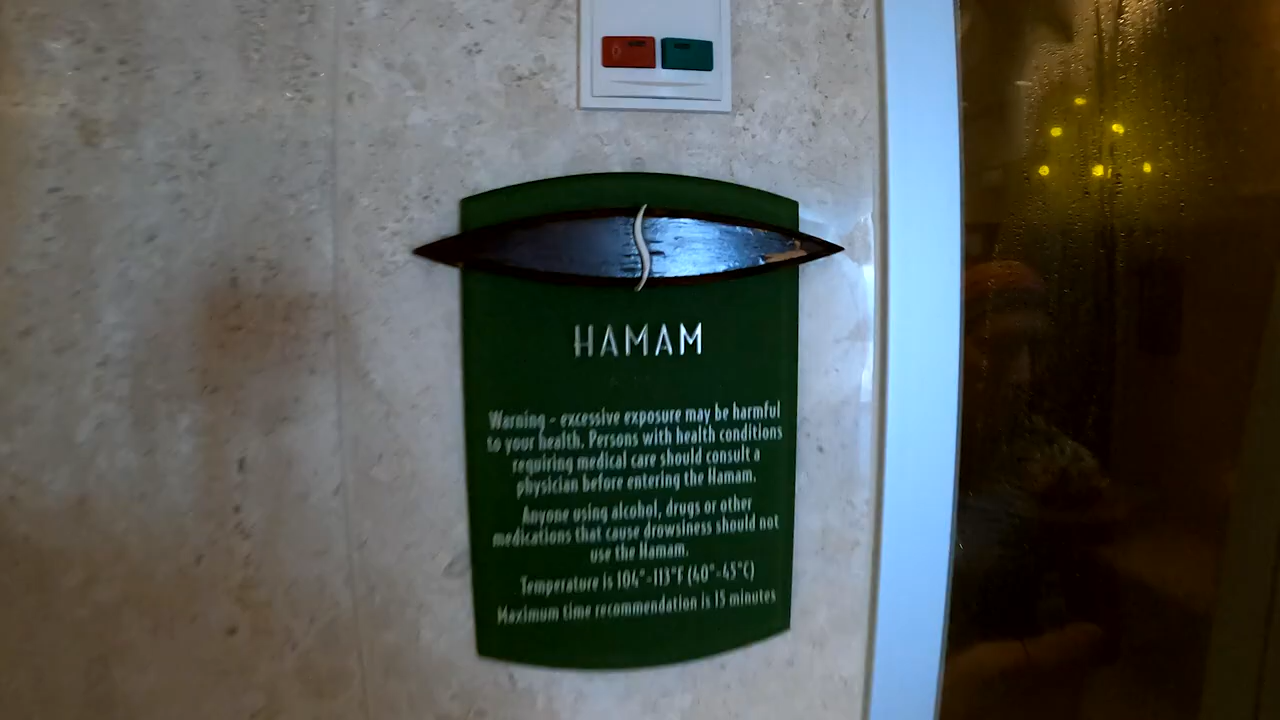 HAMAM
Warning - excessive exposure may be harmful
to your health. Persons with health conditions
requiring medical care should consult a
physician before entering the Hamam.
Anyone using alcohol, drugs or other
medications that cause drowsiness should not
use the Hamam.
Temperature is 104°-113°F (40°-45°C)
Maximum time recommendation is 15 minutes